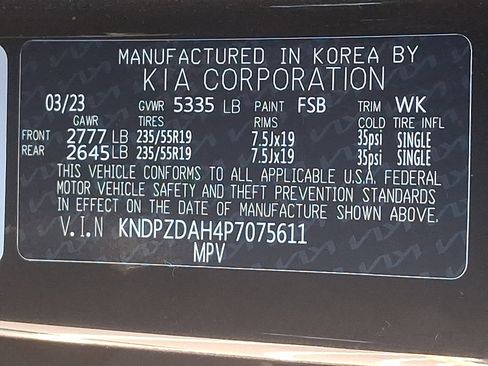 MANUFACTURED IN KOREA BY
KIA CORPORATION
03/23 GVWR 5335 LB PAINT FSB TRIM WK
GAWR TIRES RIMS COLD TIRE INFL
FRONT 2777 LB 235/55R19 7.5Jx19 35psi SINGLE
REAR 2645 LB 235/55R19 7.5Jx19 35psi SINGLE
THIS VEHICLE CONFORMS TO ALL APPLICABLE U.S.A. FEDERAL
MOTOR VEHICLE SAFETY AND THEFT PREVENTION STANDARDS
IN EFFECT ON THE DATE OF MANUFACTURE SHOWN ABOVE.
V.I.N KNDPZDAH4P7075611
MPV